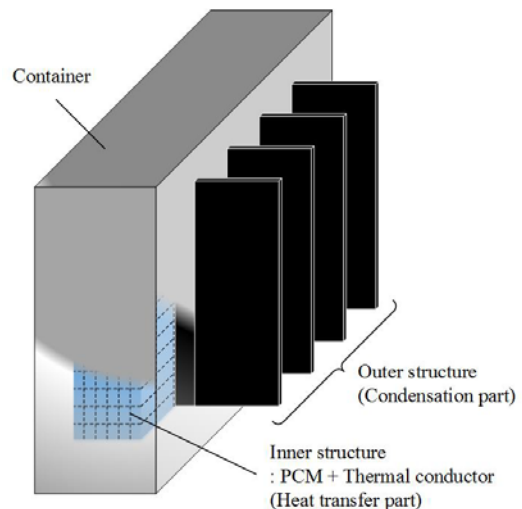 Container
Outer structure
(Condensation part)
Inner structure
: PCM + Thermal conductor
(Heat transfer part)